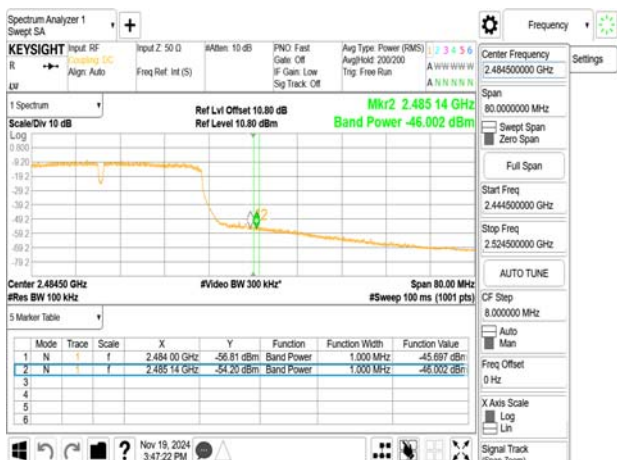 Spectrum Analyzer 1
Swept SA
+
Frequency
KEYSIGHT Input: RF Input Z: 50 Ω #Atten: 10 dB PNO: Fast Avg Type: Power (RMS) 1 2 3 4 5 6
R Coupling: DC Gate: Off Avg|Hold: 200/200 A W W W W W
Align: Auto Freq Ref: Int (S) IF Gain: Low Trig: Free Run
Sig Track: Off A N N N N N
LXI
1 Spectrum
Scale/Div 10 dB
Ref Lvl Offset 10.80 dB
Ref Level 10.80 dBm
Mkr2 2.485 14 GHz
Band Power -46.002 dBm
Log
0.800
-9.20
-19.2
-29.2
-39.2
-49.2
-59.2
-69.2
-79.2
2
Center 2.48450 GHz #Video BW 300 kHz* Span 80.00 MHz
#Res BW 100 kHz #Sweep 100 ms (1001 pts)
5 Marker Table
Mode Trace Scale X Y Function Function Width Function Value
1 N 1 f 2.484 00 GHz -56.81 dBm Band Power 1.000 MHz -45.697 dBm
2 N 1 f 2.485 14 GHz -54.20 dBm Band Power 1.000 MHz -46.002 dBm
3
4
5
6
?
Nov 19, 2024
3:47:22 PM
Center Frequency
2.484500000 GHz
Settings
Span
80.0000000 MHz
Swept Span
Zero Span
Full Span
Start Freq
2.444500000 GHz
Stop Freq
2.524500000 GHz
AUTO TUNE
CF Step
8.000000 MHz
Auto
Man
Freq Offset
0 Hz
X Axis Scale
Log
Lin
Signal Track
(Span Zoom)